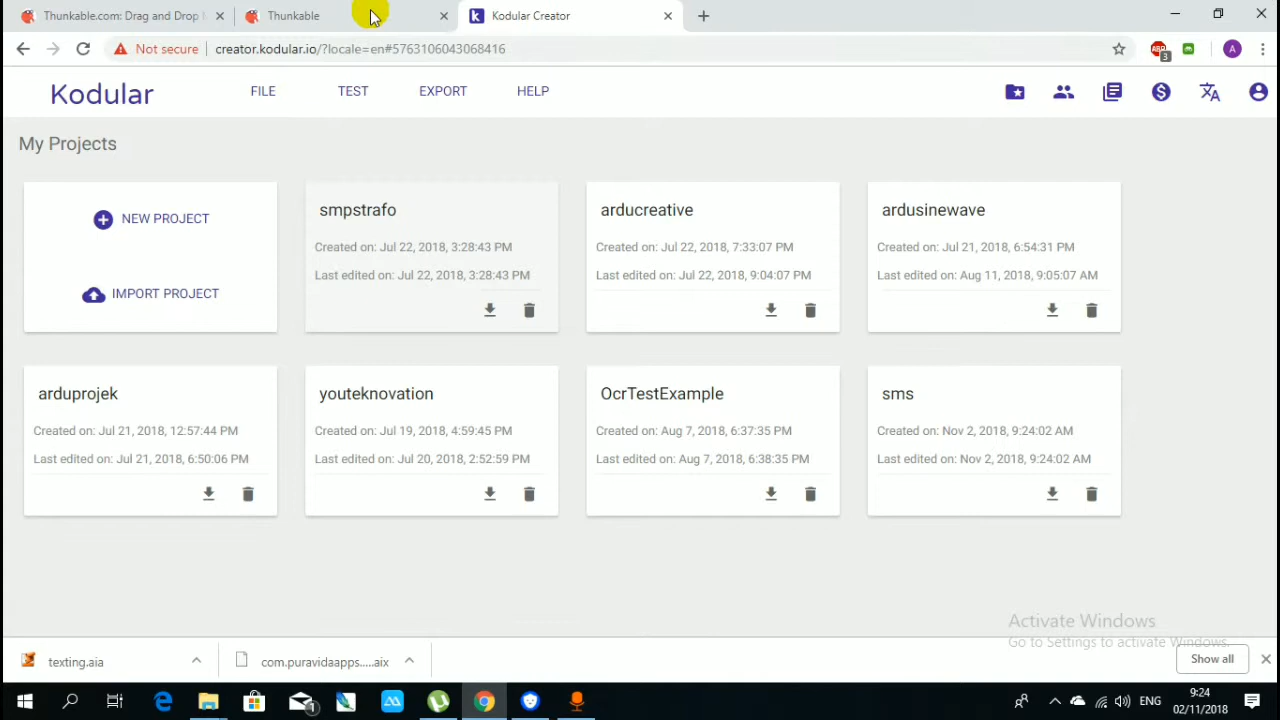 Thunkable.com: Drag and Drop
Thunkable
Kodular Creator
Not secure
creator.kodular.io/?locale=en#5763106043068416
ABP
3
A
Kodular
FILE
TEST
EXPORT
HELP
My Projects
NEW PROJECT
IMPORT PROJECT
smpstrafo
Created on: Jul 22, 2018, 3:28:43 PM
Last edited on: Jul 22, 2018, 3:28:43 PM
arducreative
Created on: Jul 22, 2018, 7:33:07 PM
Last edited on: Jul 22, 2018, 9:04:07 PM
ardusinewave
Created on: Jul 21, 2018, 6:54:31 PM
Last edited on: Aug 11, 2018, 9:05:07 AM
arduprojek
Created on: Jul 21, 2018, 12:57:44 PM
Last edited on: Jul 21, 2018, 6:50:06 PM
youteknovation
Created on: Jul 19, 2018, 4:59:45 PM
Last edited on: Jul 20, 2018, 2:52:59 PM
OcrTestExample
Created on: Aug 7, 2018, 6:37:35 PM
Last edited on: Aug 7, 2018, 6:38:35 PM
sms
Created on: Nov 2, 2018, 9:24:02 AM
Last edited on: Nov 2, 2018, 9:24:02 AM
Activate Windows
Go to Settings to activate Windows.
texting.aia
com.puravidaapps.....aix
Show all
1
ENG
9:24
02/11/2018